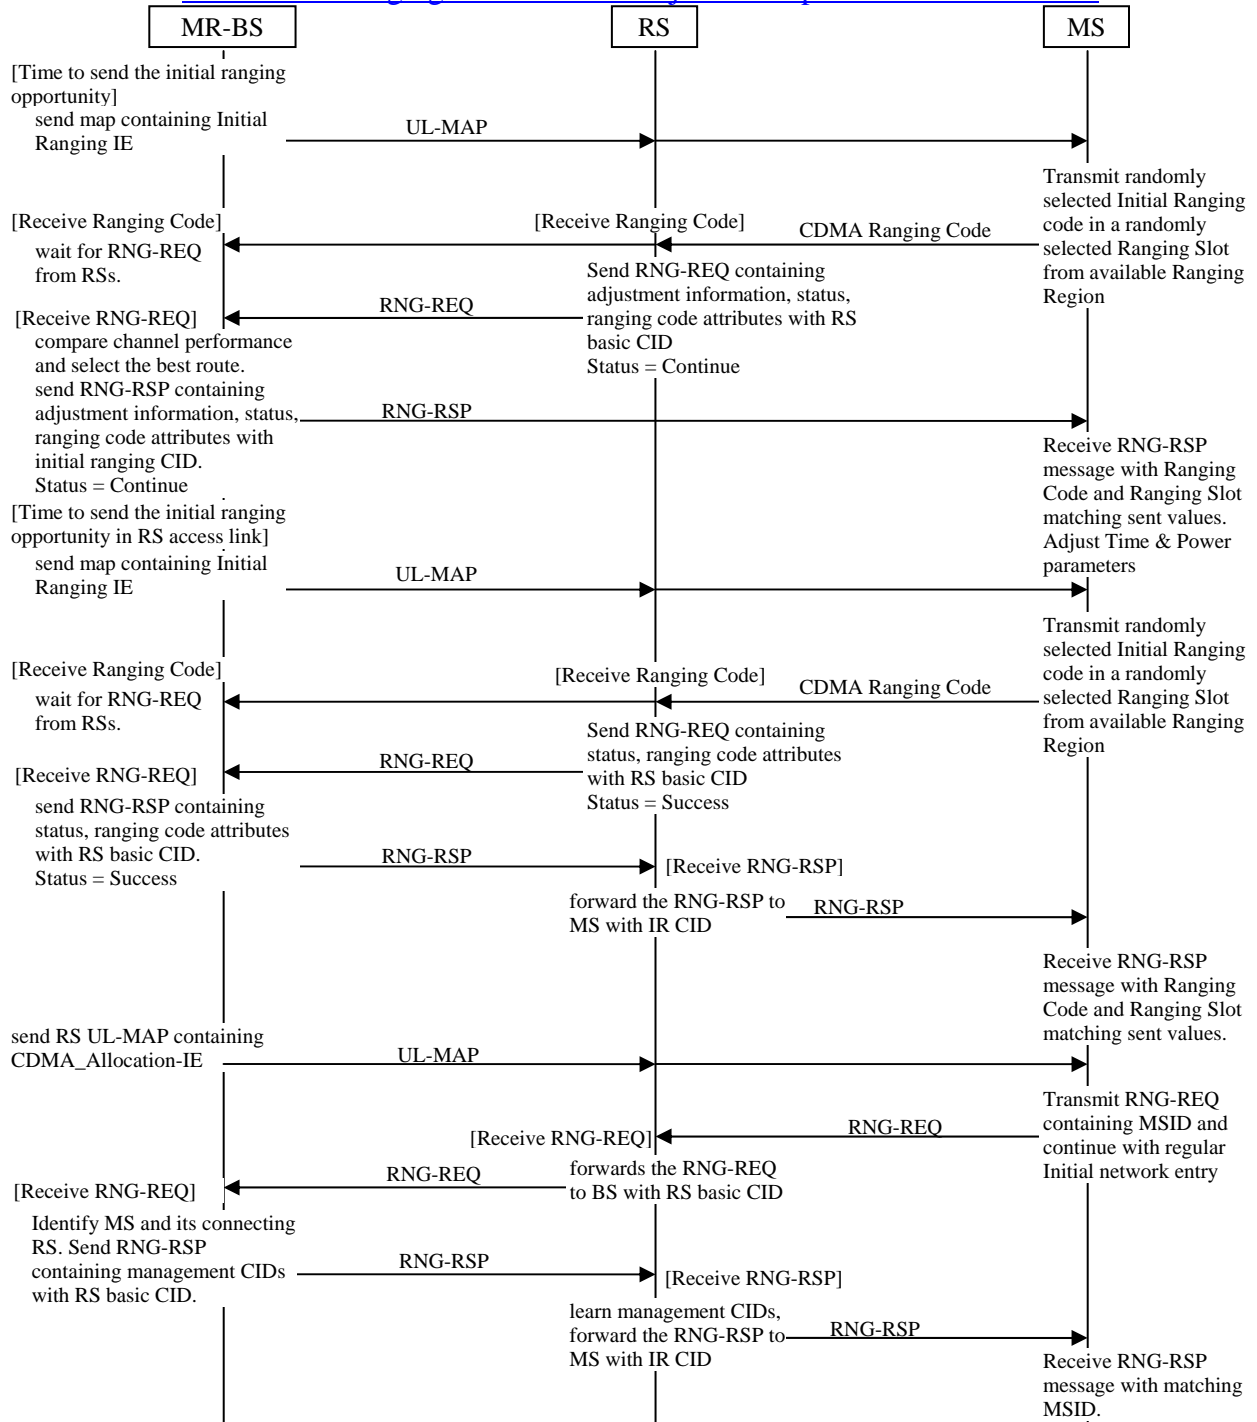 MR-BS
RS
MS
[Time to send the initial ranging
opportunity]
send map containing Initial
Ranging IE
UL-MAP
Transmit randomly
selected Initial Ranging
code in a randomly
selected Ranging Slot
from available Ranging
Region
[Receive Ranging Code]
wait for RNG-REQ
from RSs.
[Receive Ranging Code]
CDMA Ranging Code
Send RNG-REQ containing
adjustment information, status,
ranging code attributes with RS
basic CID
Status = Continue
RNG-REQ
[Receive RNG-REQ]
compare channel performance
and select the best route.
send RNG-RSP containing
adjustment information, status,
ranging code attributes with
initial ranging CID.
Status = Continue
RNG-RSP
Receive RNG-RSP
message with Ranging
Code and Ranging Slot
matching sent values.
Adjust Time & Power
parameters
[Time to send the initial ranging
opportunity in RS access link]
send map containing Initial
Ranging IE
UL-MAP
Transmit randomly
selected Initial Ranging
code in a randomly
selected Ranging Slot
from available Ranging
Region
[Receive Ranging Code]
wait for RNG-REQ
from RSs.
[Receive Ranging Code]
CDMA Ranging Code
Send RNG-REQ containing
status, ranging code attributes
with RS basic CID
Status = Success
RNG-REQ
[Receive RNG-REQ]
send RNG-RSP containing
status, ranging code attributes
with RS basic CID.
Status = Success
RNG-RSP
[Receive RNG-RSP]
forward the RNG-RSP to
MS with IR CID
RNG-RSP
Receive RNG-RSP
message with Ranging
Code and Ranging Slot
matching sent values.
send RS UL-MAP containing
CDMA_Allocation-IE
UL-MAP
Transmit RNG-REQ
containing MSID and
continue with regular
Initial network entry
RNG-REQ
[Receive RNG-REQ]
forwards the RNG-REQ
to BS with RS basic CID
RNG-REQ
[Receive RNG-REQ]
Identify MS and its connecting
RS. Send RNG-RSP
containing management CIDs
with RS basic CID.
RNG-RSP
[Receive RNG-RSP]
learn management CIDs,
forward the RNG-RSP to
MS with IR CID
RNG-RSP
Receive RNG-RSP
message with matching
MSID.